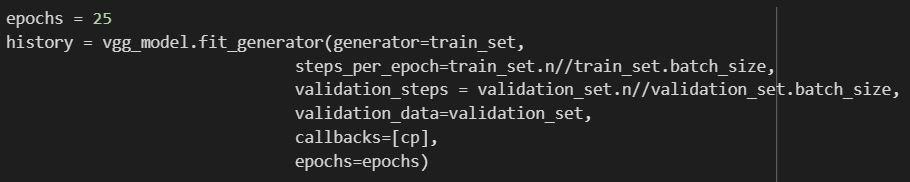 epochs = 25
history = vgg_model.fit_generator(generator=train_set,
steps_per_epoch=train_set.n//train_set.batch_size,
validation_steps = validation_set.n//validation_set.batch_size,
validation_data=validation_set,
callbacks=[cp],
epochs=epochs)